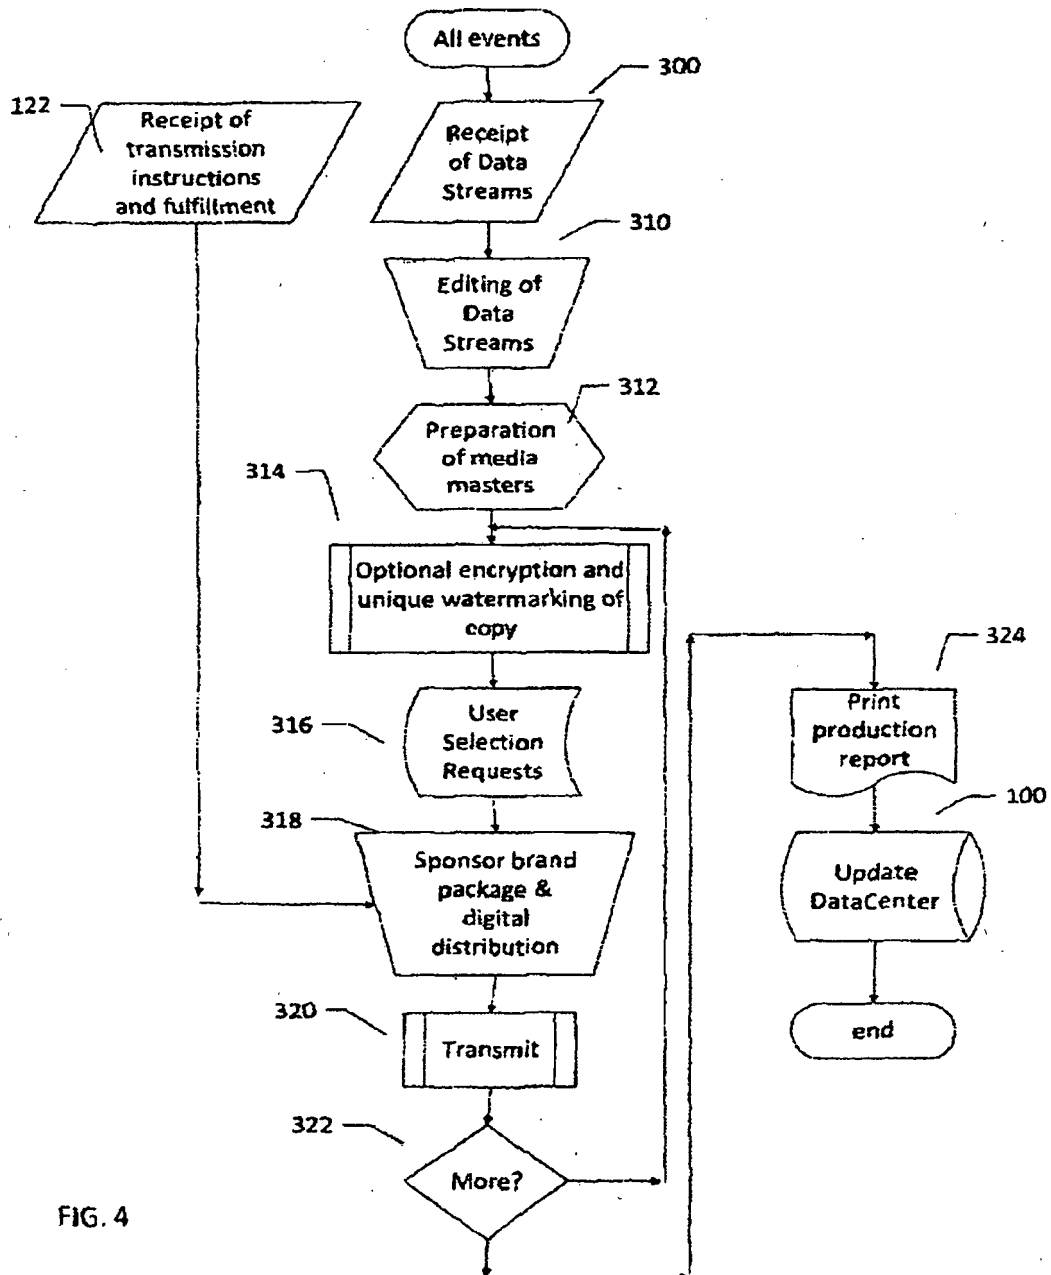 All events
300
122
Receipt of
transmission
instructions
and fulfillment
Receipt
of Data
Streams
310
Editing of
Data
Streams
312
Preparation
of media
masters
314
Optional encryption and
unique watermarking of
copy
316
User
Selection
Requests
318
Sponsor brand
package &
digital
distribution
320
Transmit
322
More?
324
Print
production
report
100
Update
DataCenter
end
FIG. 4